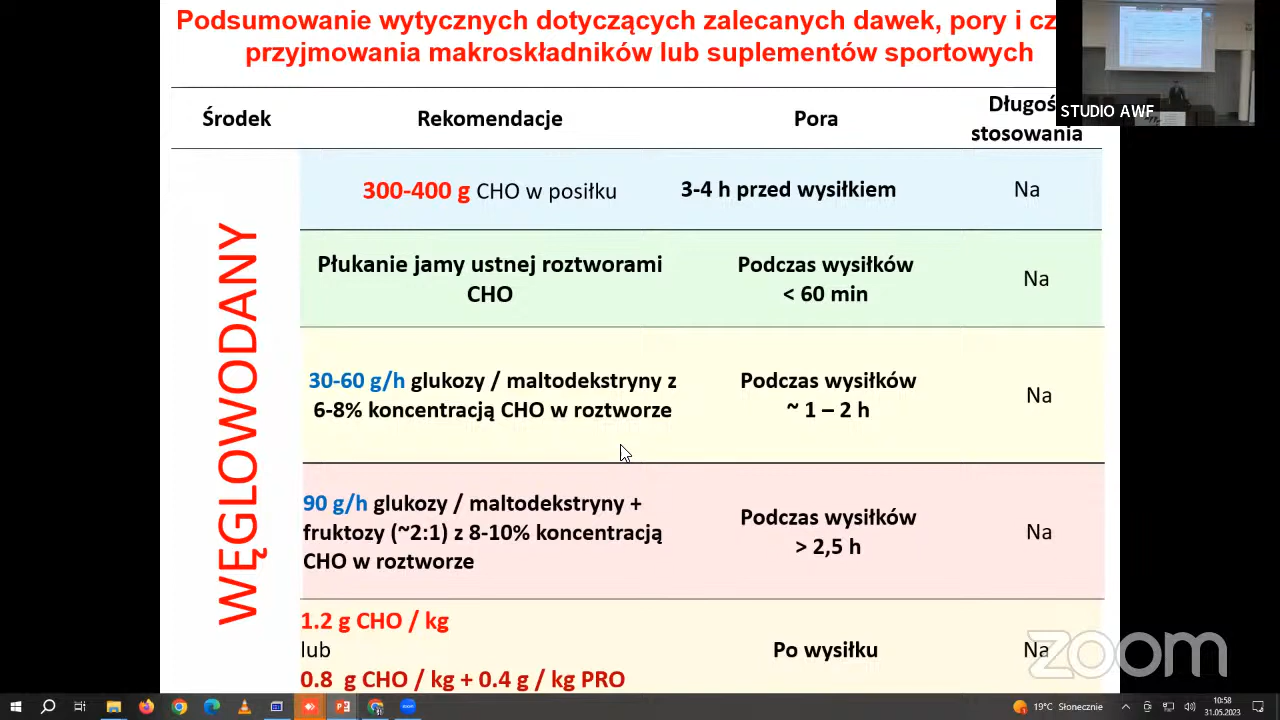 Podsumowanie wytycznych dotyczących zalecanych dawek, pory i
przyjmowania makroskładników lub suplementów sportowych
STUDIO AWF
Środek
Rekomendacje
Pora
stosowania
WĘGLOWODANY
300-400 g CHO w posiłku
3-4 h przed wysiłkiem
Na
Płukanie jamy ustnej roztworami
CHO
Podczas wysiłków
< 60 min
Na
30-60 g/h glukozy / maltodekstryny z
6-8% koncentracją CHO w roztworze
Podczas wysiłków
~ 1 – 2 h
Na
90 g/h glukozy / maltodekstryny +
fruktozy (~2:1) z 8-10% koncentracją
CHO w roztworze
Podczas wysiłków
> 2,5 h
Na
1.2 g CHO / kg
lub
0.8 g CHO / kg + 0.4 g / kg PRO
Po wysiłku
Na
zoom
19°C Słonecznie
10:58
31.05.2023